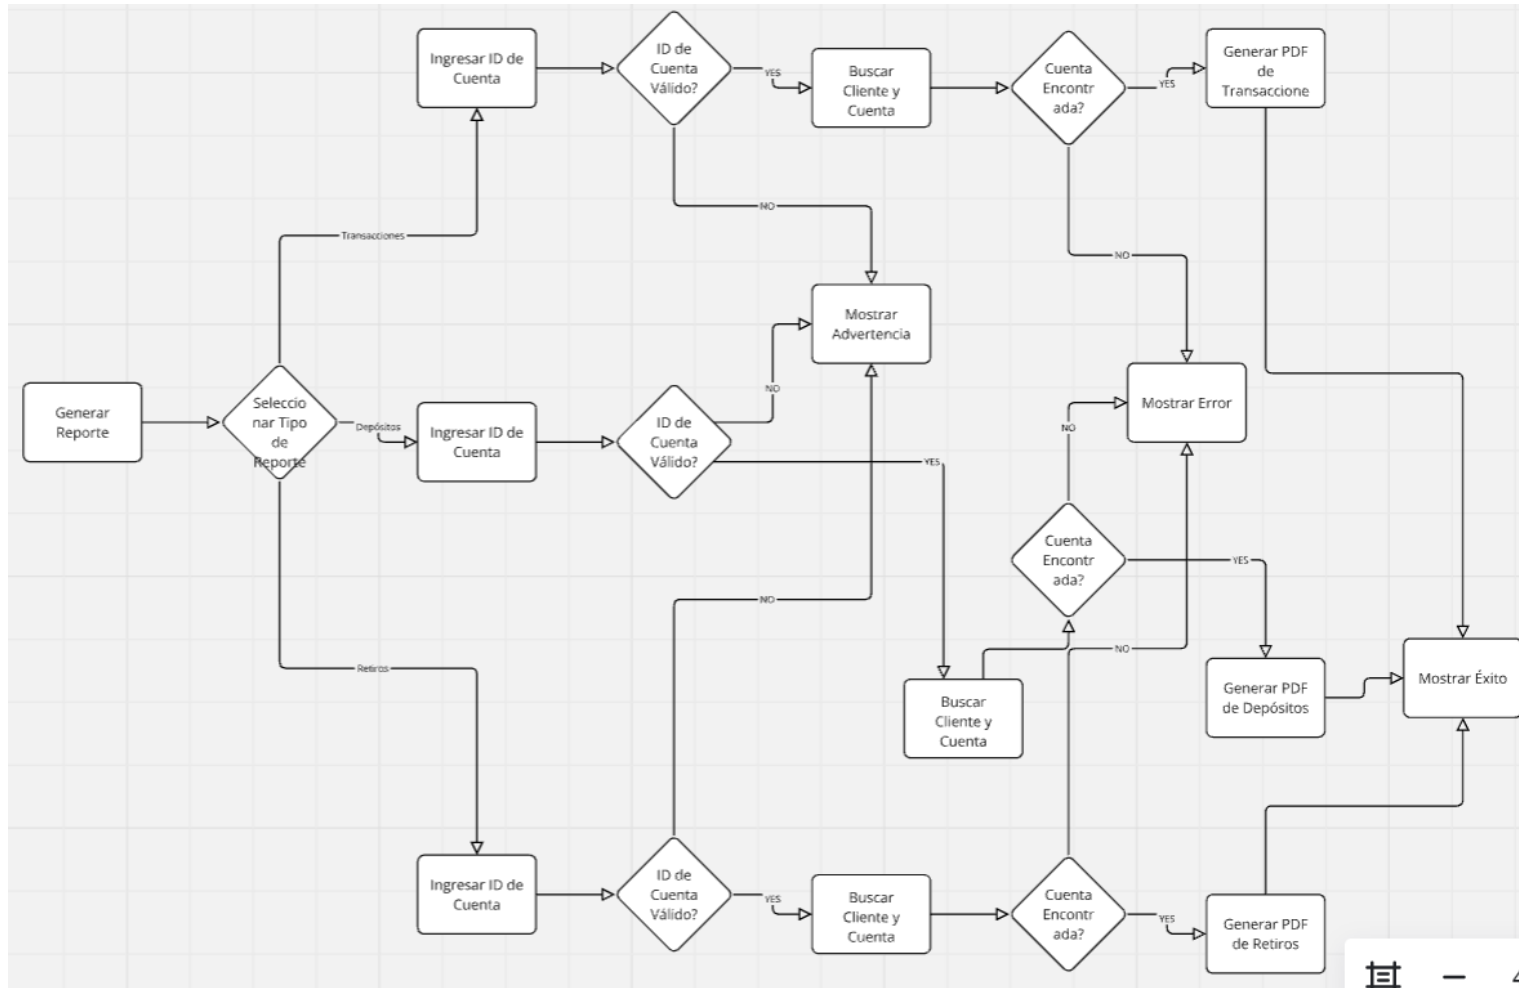 Ingresar ID de
Cuenta
ID de
Cuenta
Válido?
YES
Buscar
Cliente y
Cuenta
Cuenta
Encontr
ada?
YES
Generar PDF
de
Transaccione
NO
Transacciones
NO
Mostrar
Advertencia
Generar
Reporte
Seleccio
nar Tipo
de
Reporte
Depósitos
Ingresar ID de
Cuenta
ID de
Cuenta
Válido?
NO
YES
NO
Mostrar Error
Cuenta
Encontr
ada?
YES
NO
Retiros
Buscar
Cliente y
Cuenta
NO
Generar PDF
de Depósitos
Mostrar Éxito
Ingresar ID de
Cuenta
ID de
Cuenta
Válido?
YES
Buscar
Cliente y
Cuenta
Cuenta
Encontr
ada?
YES
Generar PDF
de Retiros